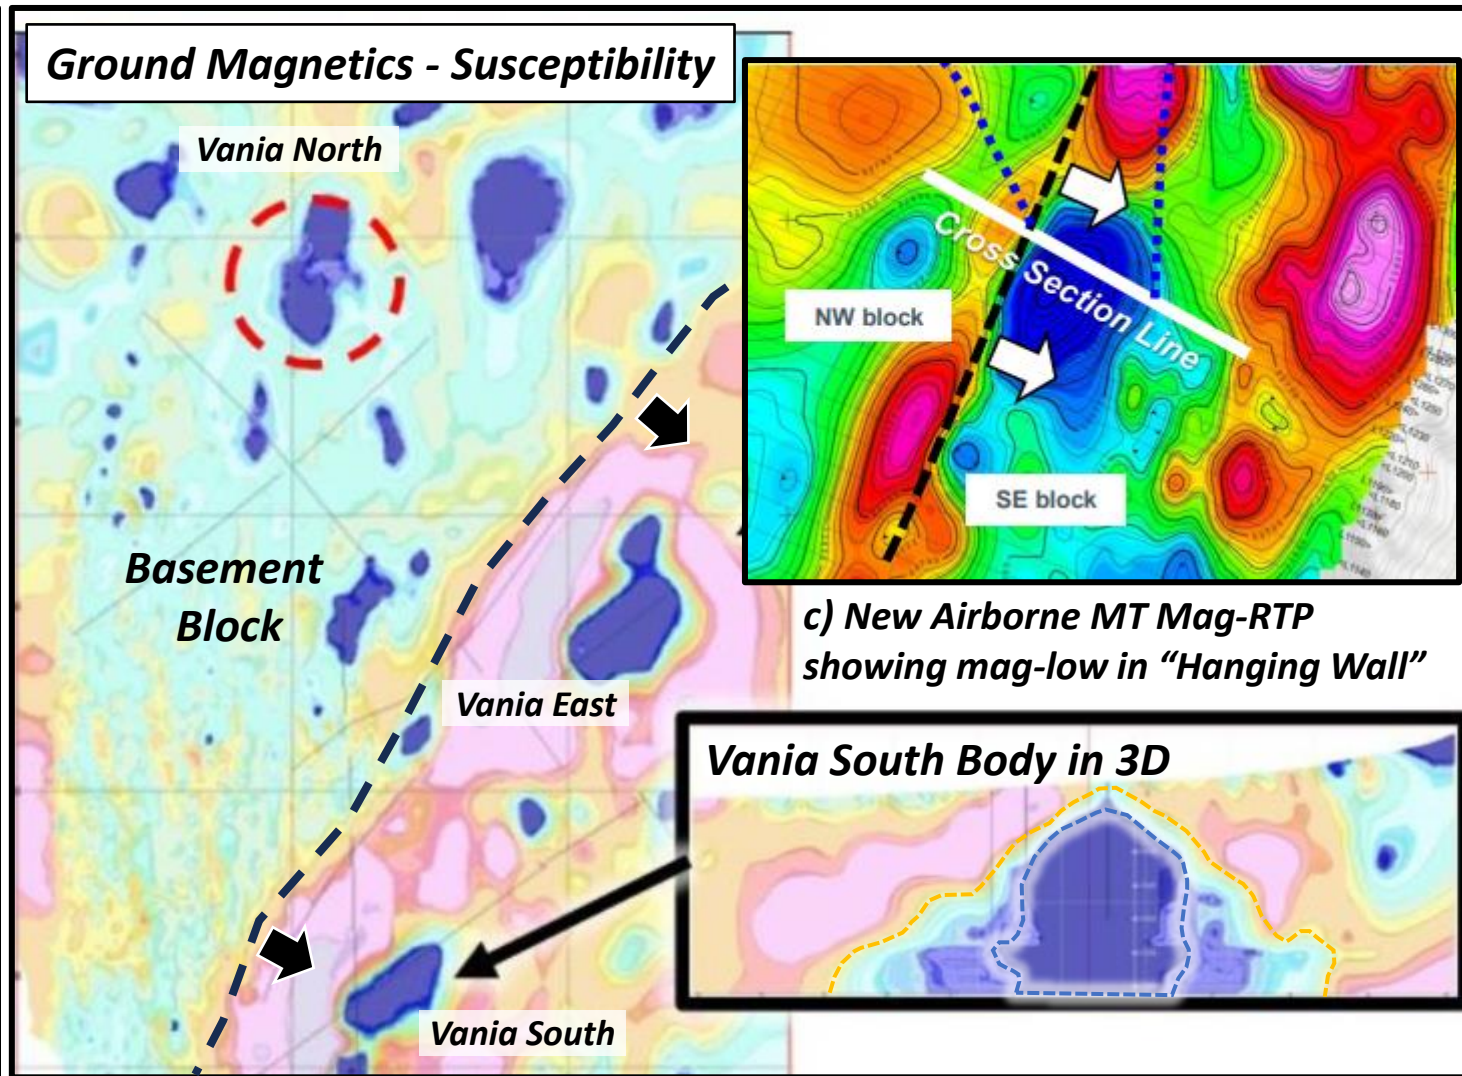 Ground Magnetics - Susceptibility
Vania North
Cross Section Line
NW block
SE block
Basement
Block
c) New Airborne MT Mag-RTP
showing mag-low in “Hanging Wall”
Vania East
Vania South Body in 3D
Vania South